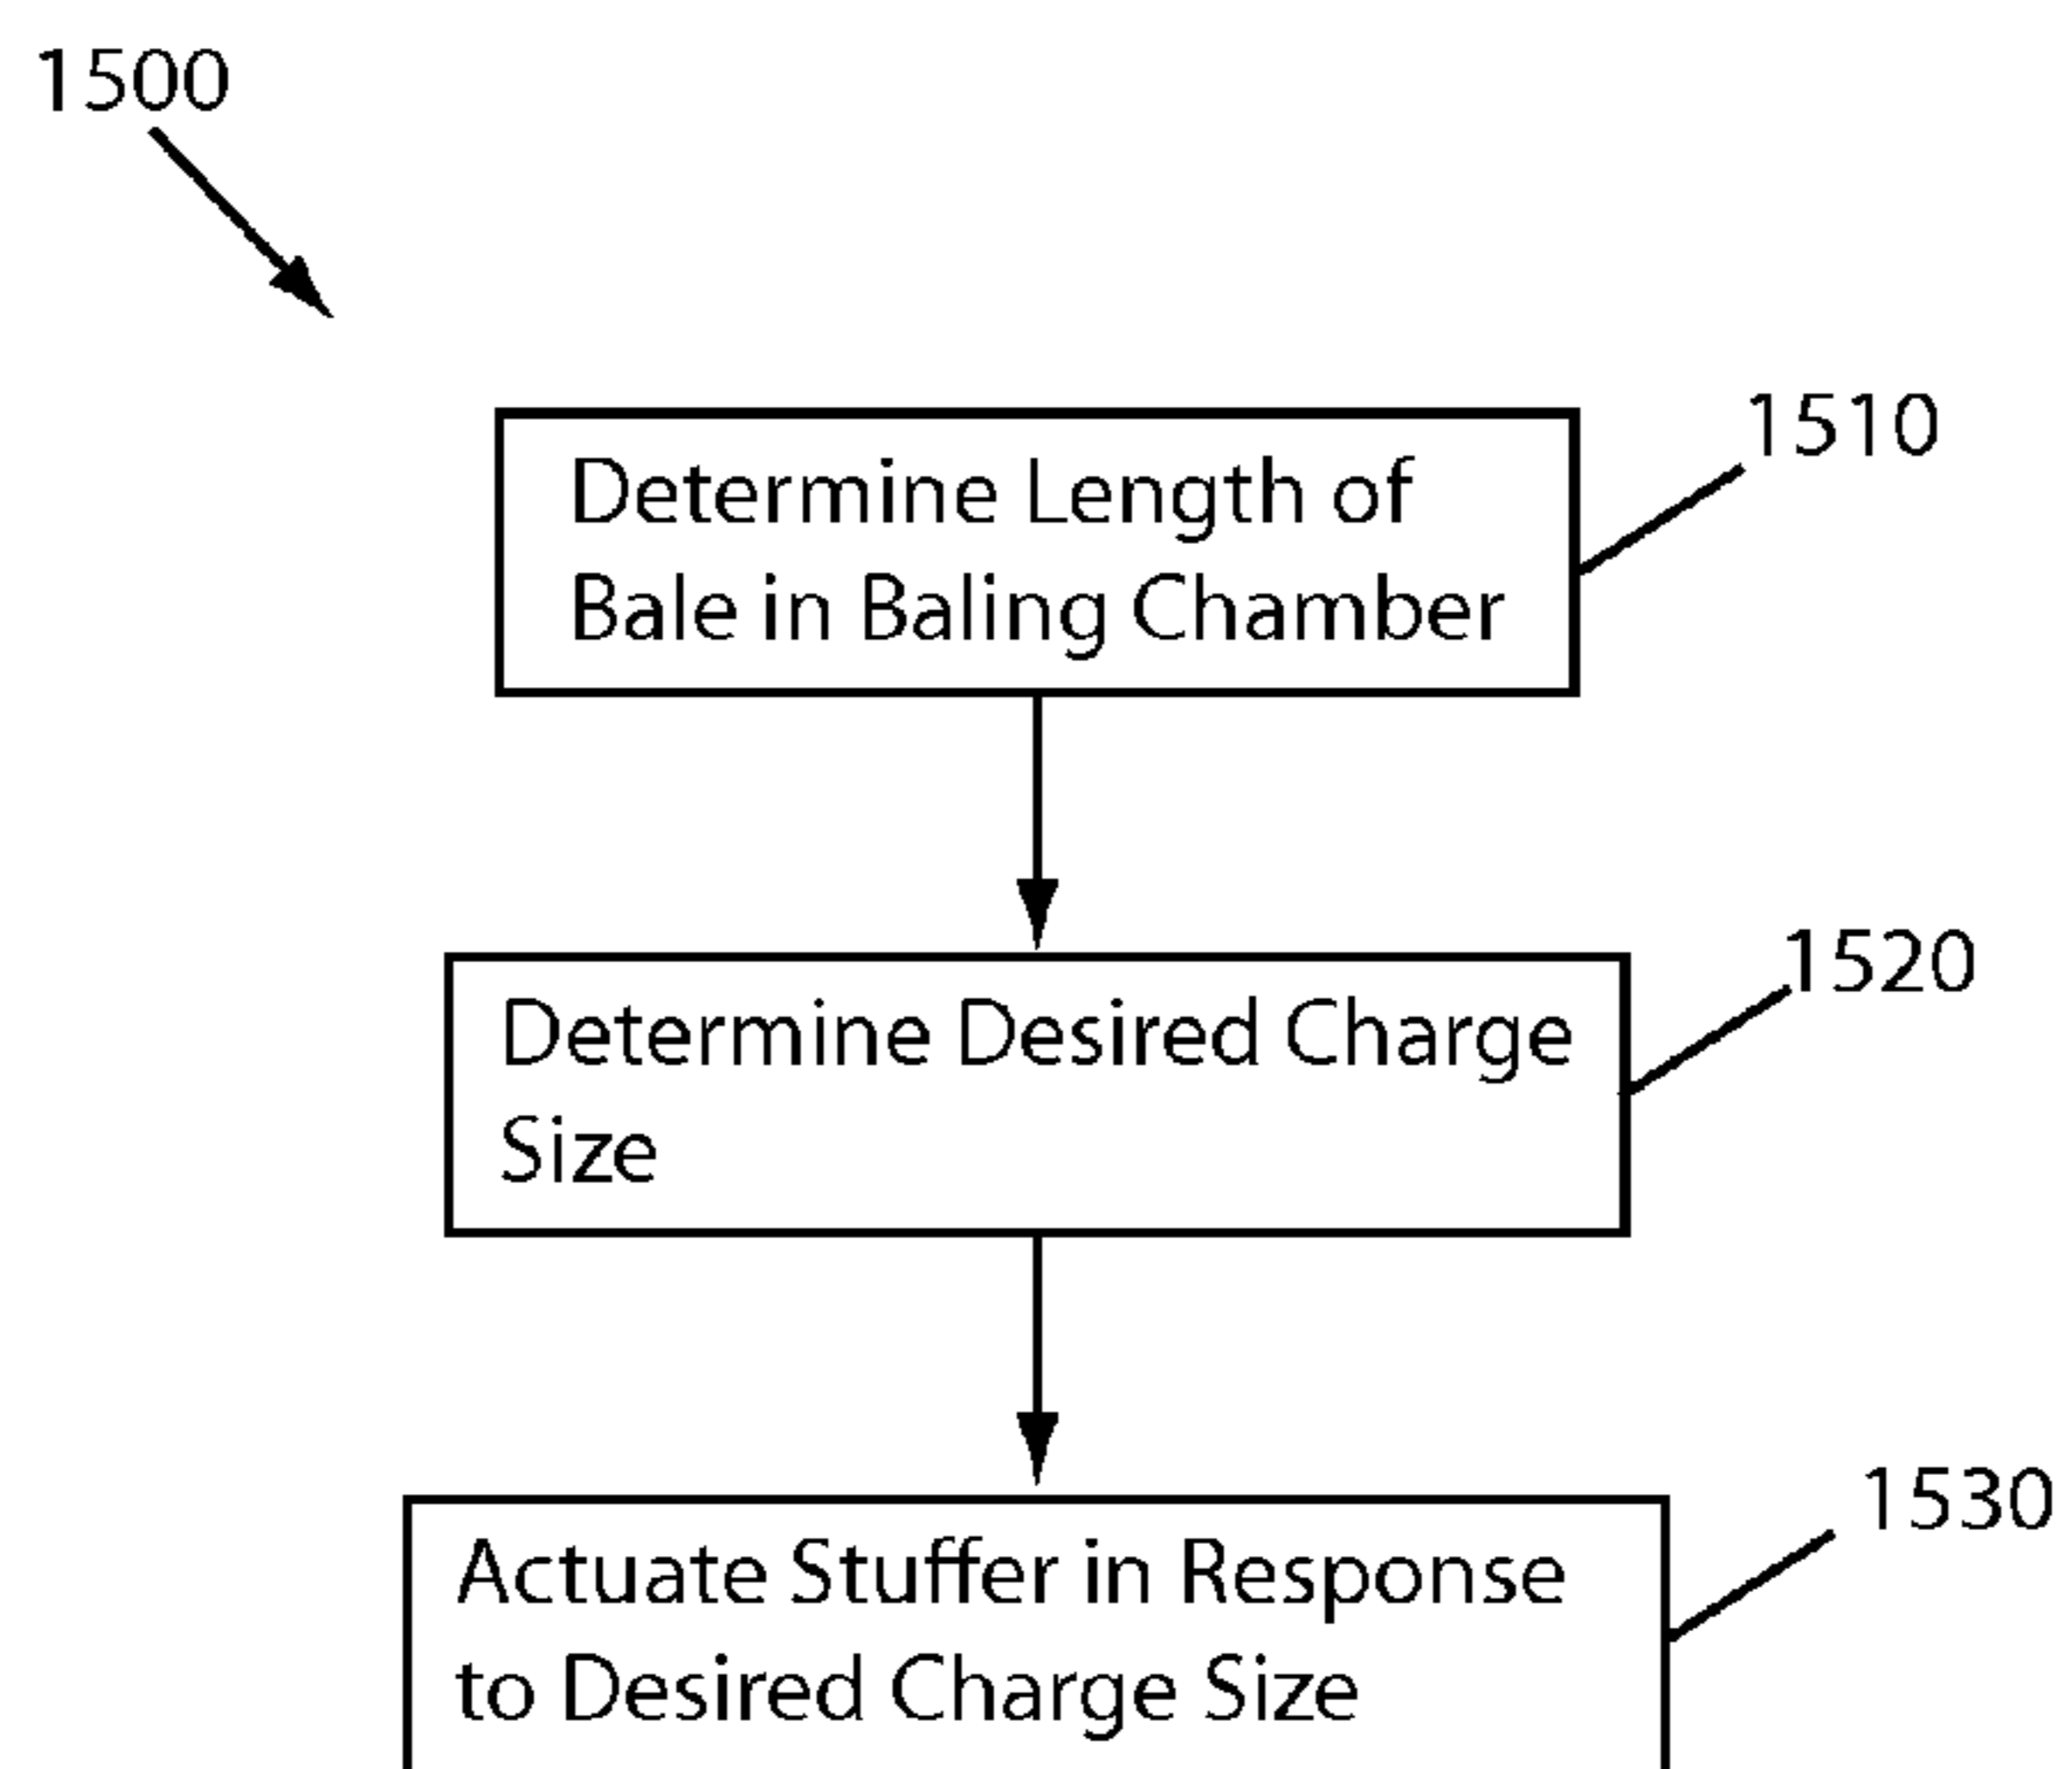 1500
Determine Length of
Bale in Baling Chamber
1510
Determine Desired Charge
Size
1520
Actuate Stuffer in Response
to Desired Charge Size
1530